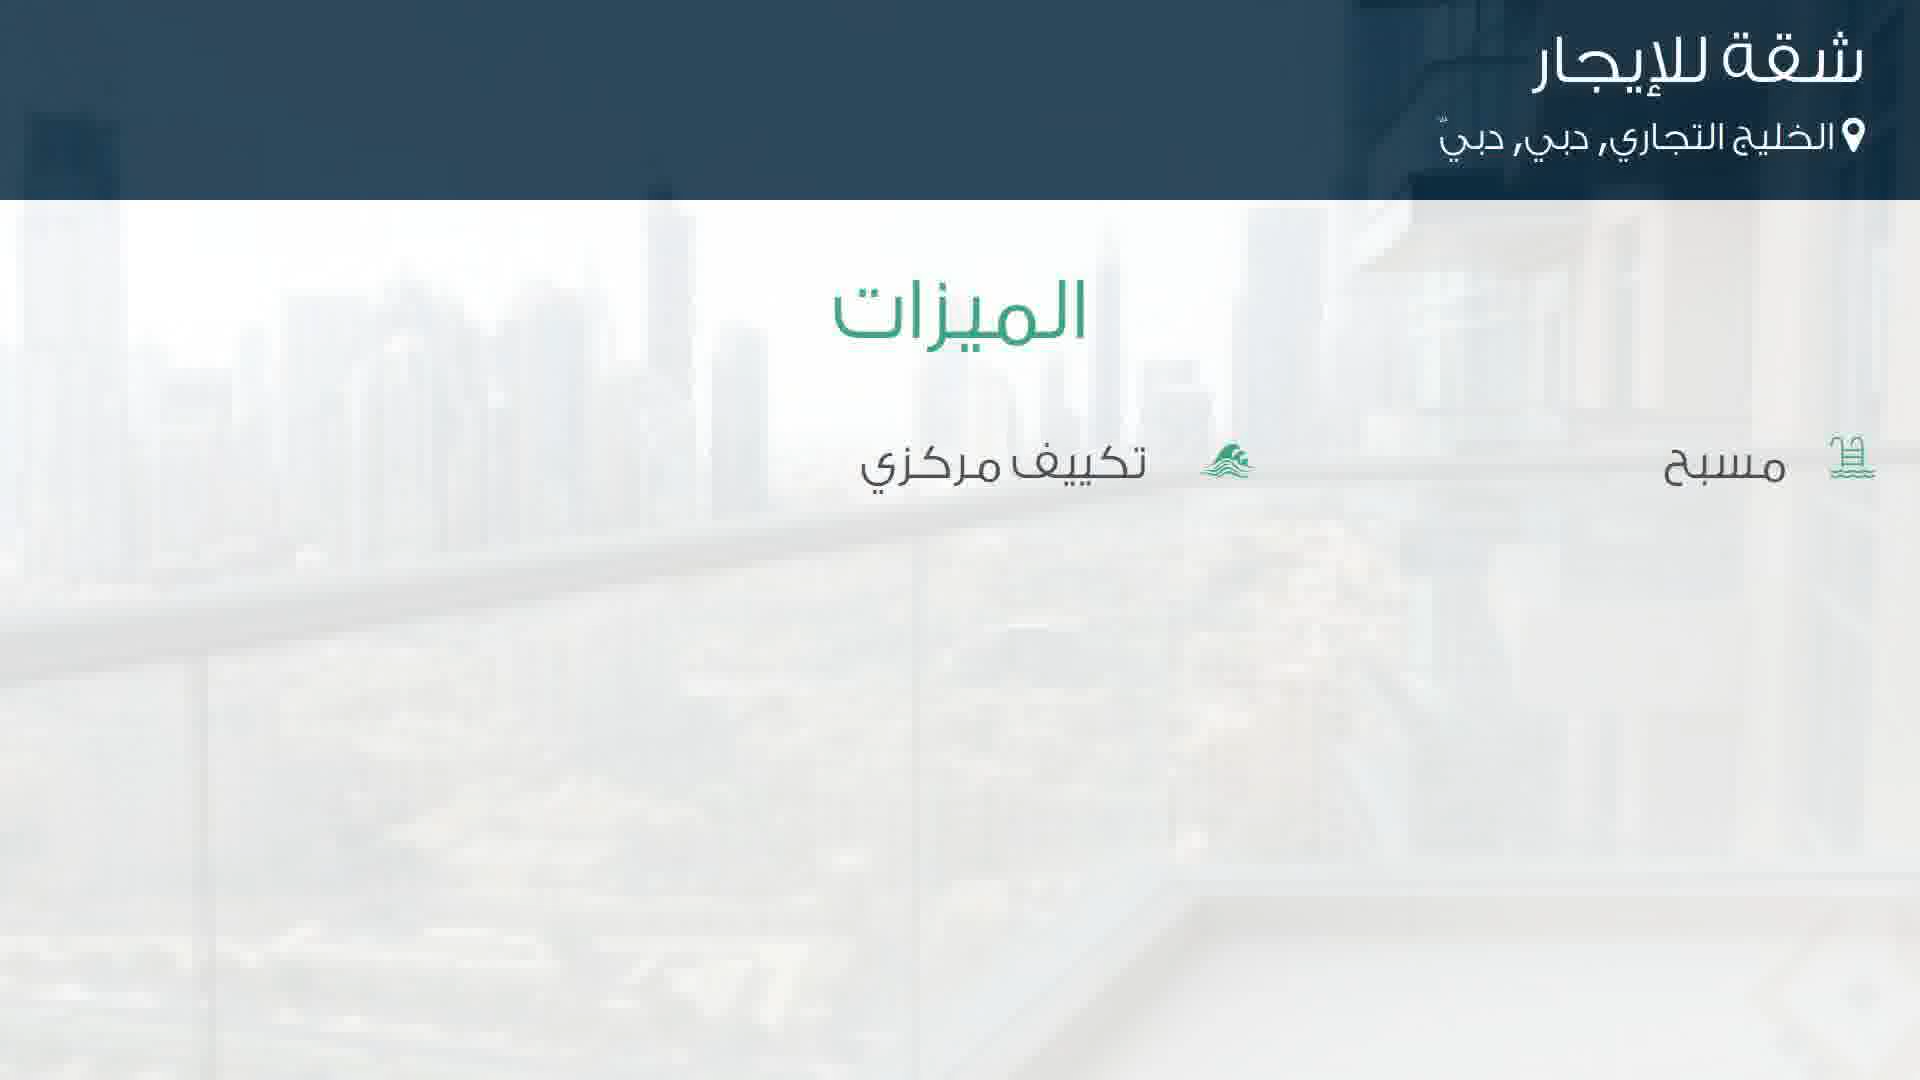 شقة للإيجار
الخليج التجاري, دبي, دبيّ
الميزات
مسبح
تكييف مركزي